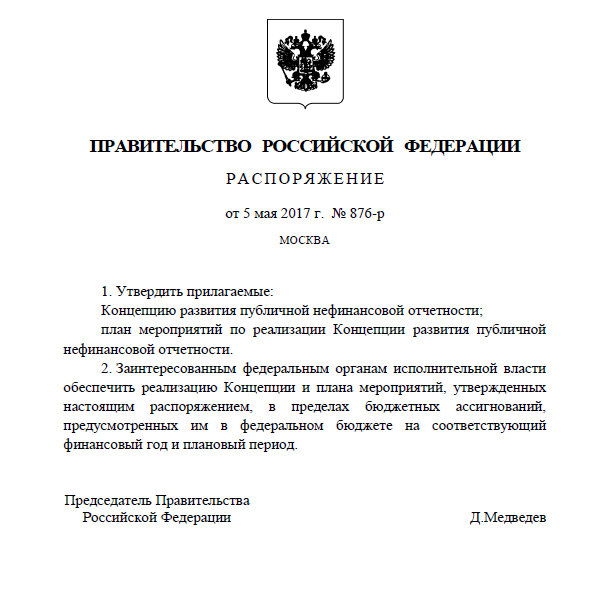 ПРАВИТЕЛЬСТВО РОССИЙСКОЙ ФЕДЕРАЦИИ
РАСПОРЯЖЕНИЕ
от 5 мая 2017 г. № 876-р
МОСКВА
1. Утвердить прилагаемые:
Концепцию развития публичной нефинансовой отчетности;
план мероприятий по реализации Концепции развития публичной
нефинансовой отчетности.
2. Заинтересованным федеральным органам исполнительной власти
обеспечить реализацию Концепции и плана мероприятий, утвержденных
настоящим распоряжением, в пределах бюджетных ассигнований,
предусмотренных им в федеральном бюджете на соответствующий
финансовый год и плановый период.
Председатель Правительства
Российской Федерации Д.Медведев